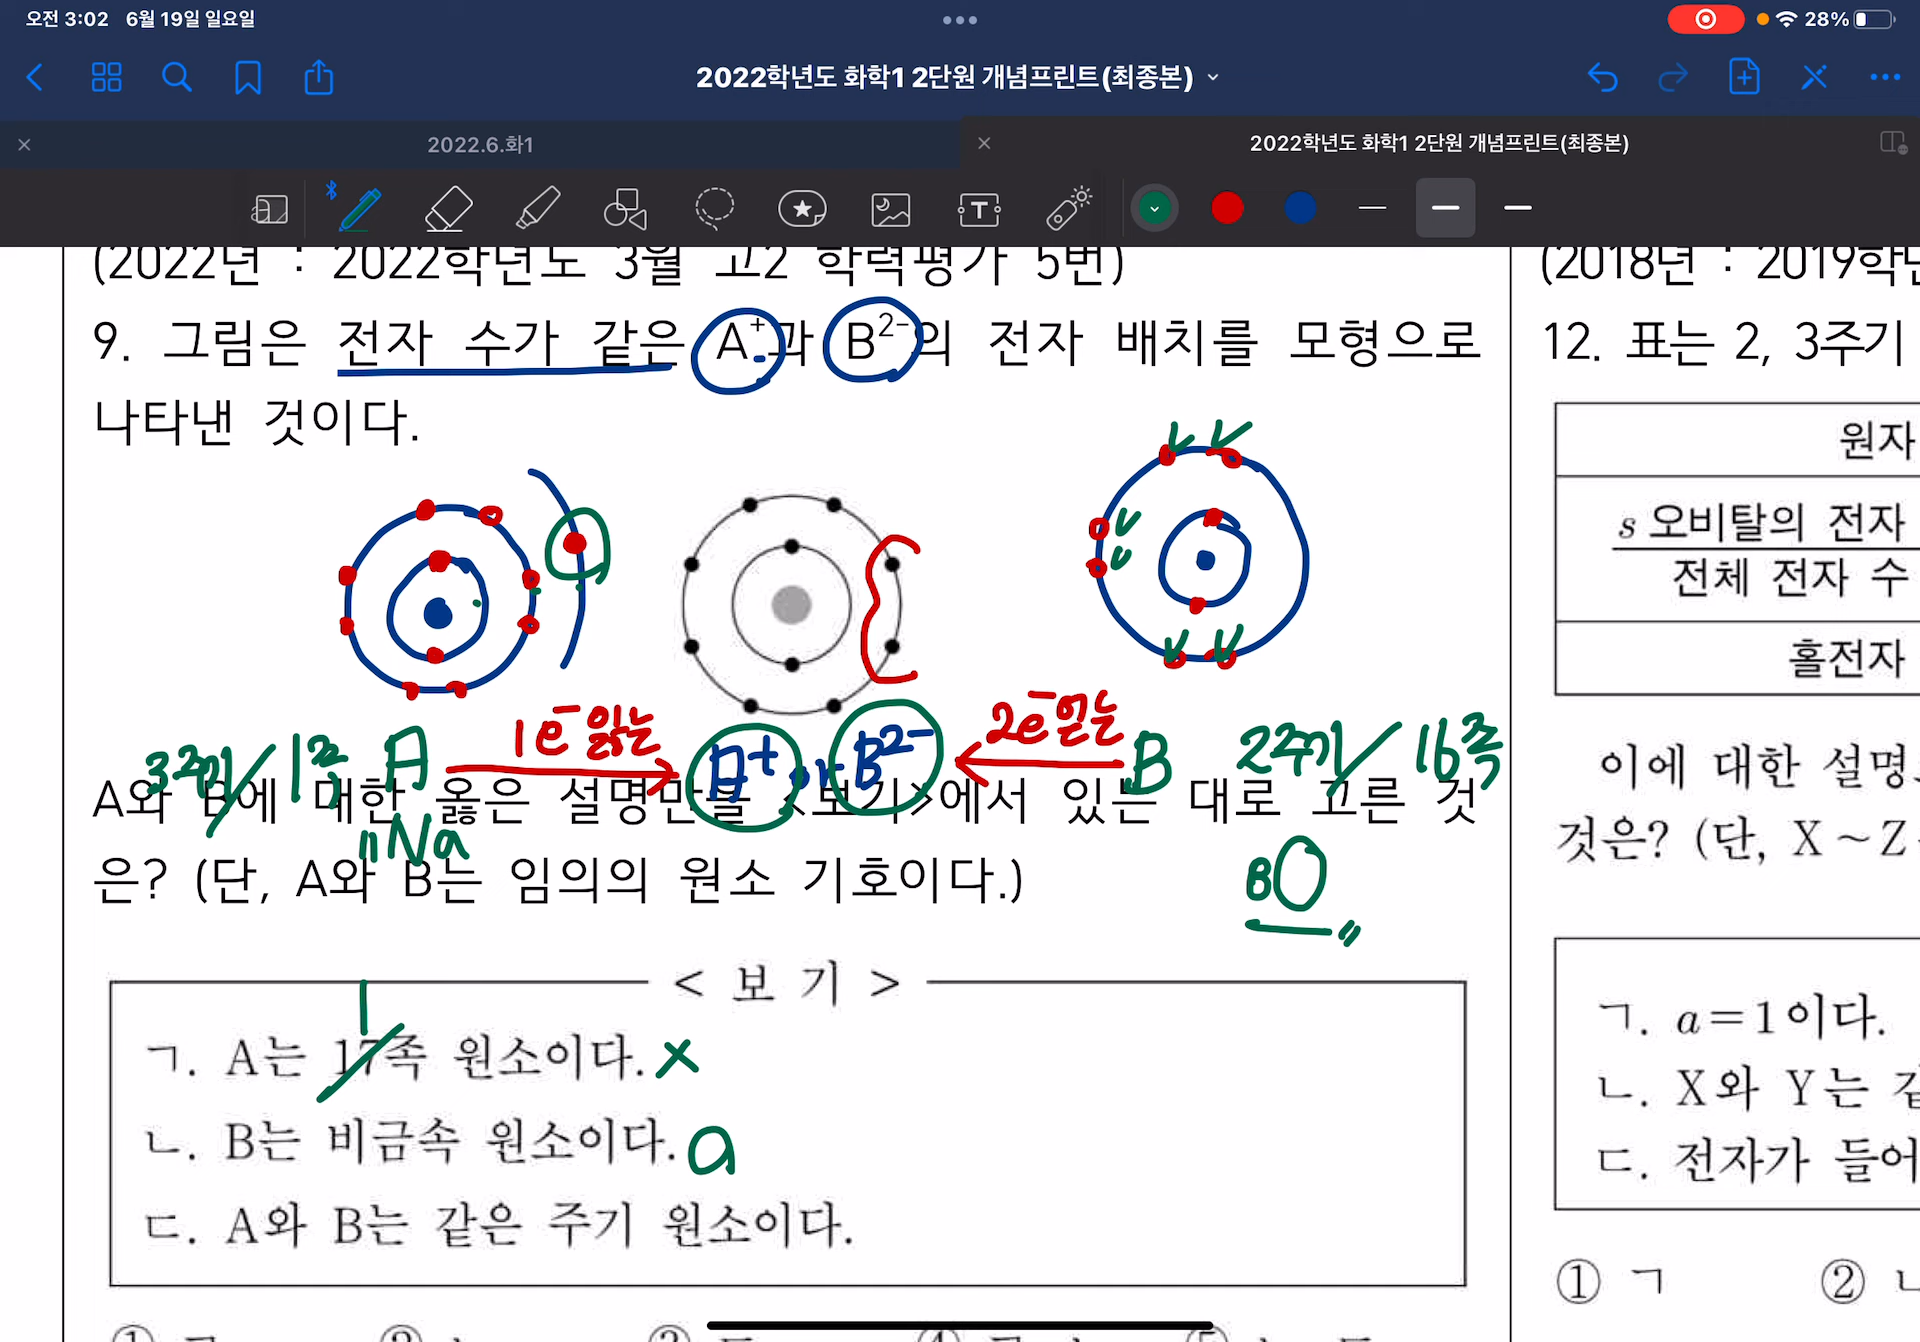 오전 3:02 6월 19일 일요일
28%
2022학년도 화학1 2단원 개념프린트(최종본)
2022.6.화1
2022학년도 화학1 2단원 개념프린트(최종본)
(2022년 : 2022학년도 3월 고2 학력평가 5번)
9. 그림은 전자 수가 같은 A⁺과 B²⁻의 전자 배치를 모형으로
나타낸 것이다.
3주기/1족 A 1e⁻ 잃는 A⁺ or B²⁻ 2e⁻ 얻는 B 2주기/16족
A와 B에 대한 옳은 설명만을 <보기>에서 있는 대로 고른 것
₁₁Na
은? (단, A와 B는 임의의 원소 기호이다.)
₈O
< 보 기 >
1
ㄱ. A는 17족 원소이다. x
ㄴ. B는 비금속 원소이다. O
ㄷ. A와 B는 같은 주기 원소이다.
(2018년 : 2019학년
12. 표는 2, 3주기
원자
s 오비탈의 전자
전체 전자 수
홀전자
이에 대한 설명
것은? (단, X ~ Z
ㄱ. a = 1이다.
ㄴ. X와 Y는
ㄷ. 전자가 들어
① ㄱ ② ㄴ